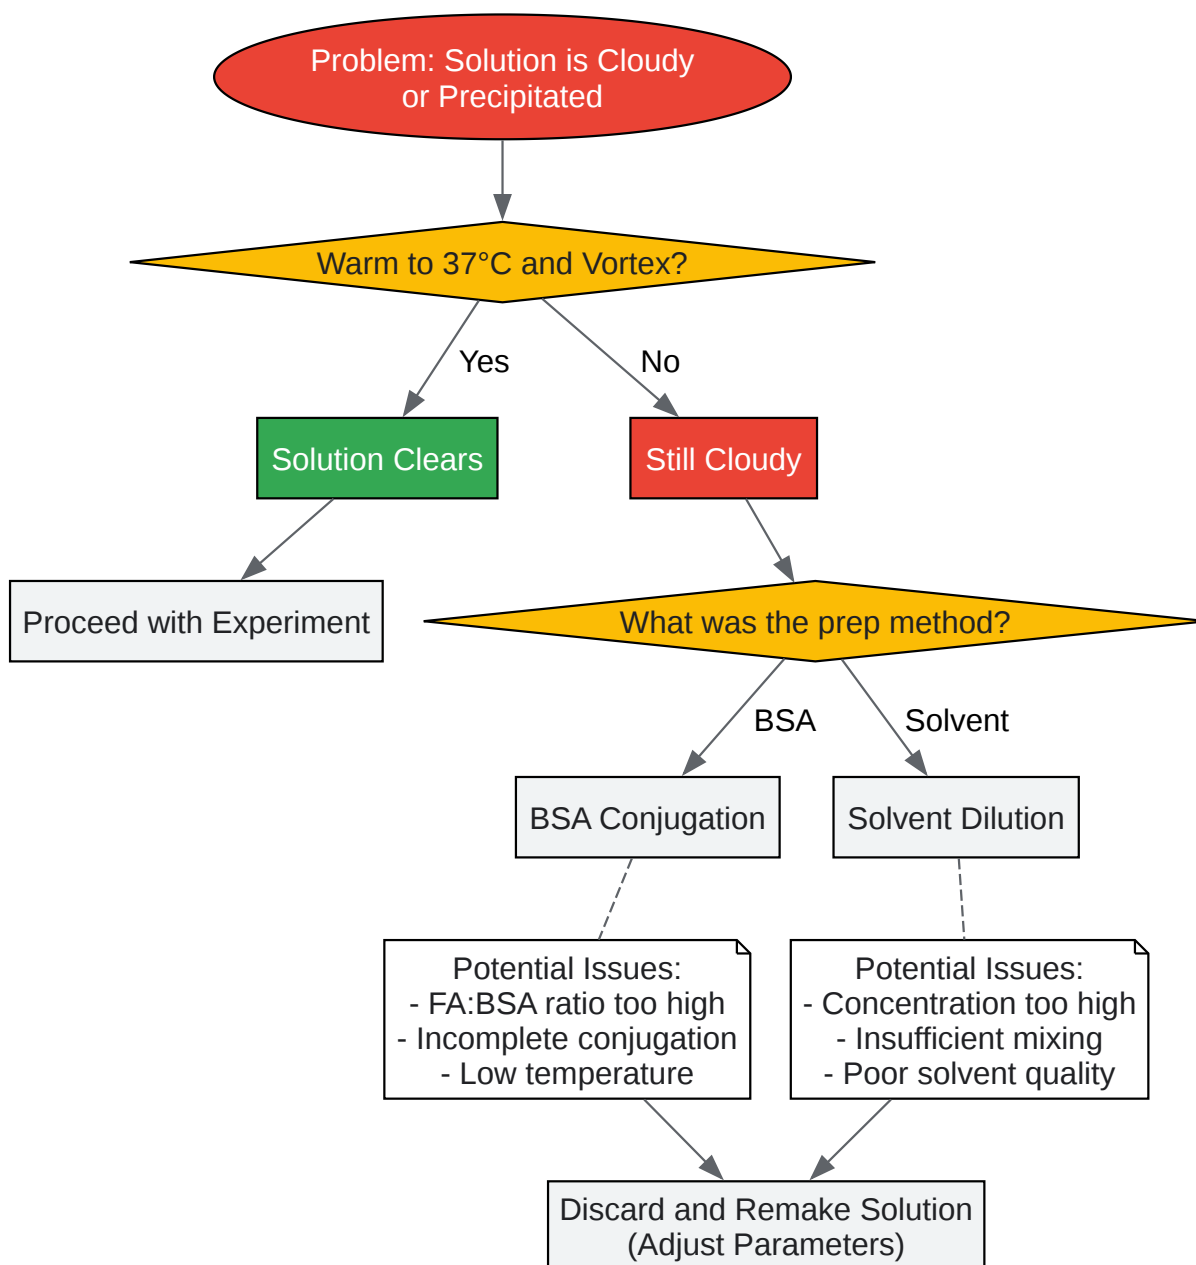 Problem: Solution is Cloudy
or Precipitated
Warm to 37°C and Vortex?
Yes
No
Solution Clears
Still Cloudy
Proceed with Experiment
What was the prep method?
BSA
Solvent
BSA Conjugation
Solvent Dilution
Potential Issues:
- FA:BSA ratio too high
- Incomplete conjugation
- Low temperature
Potential Issues:
- Concentration too high
- Insufficient mixing
- Poor solvent quality
Discard and Remake Solution
(Adjust Parameters)